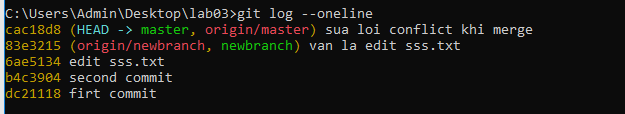 C:\Users\Admin\Desktop\lab03>git log --oneline
cac18d8 (HEAD -> master, origin/master) sua loi conflict khi merge
83e3215 (origin/newbranch, newbranch) van la edit sss.txt
6ae5134 edit sss.txt
b4c3904 second commit
dc21118 firt commit